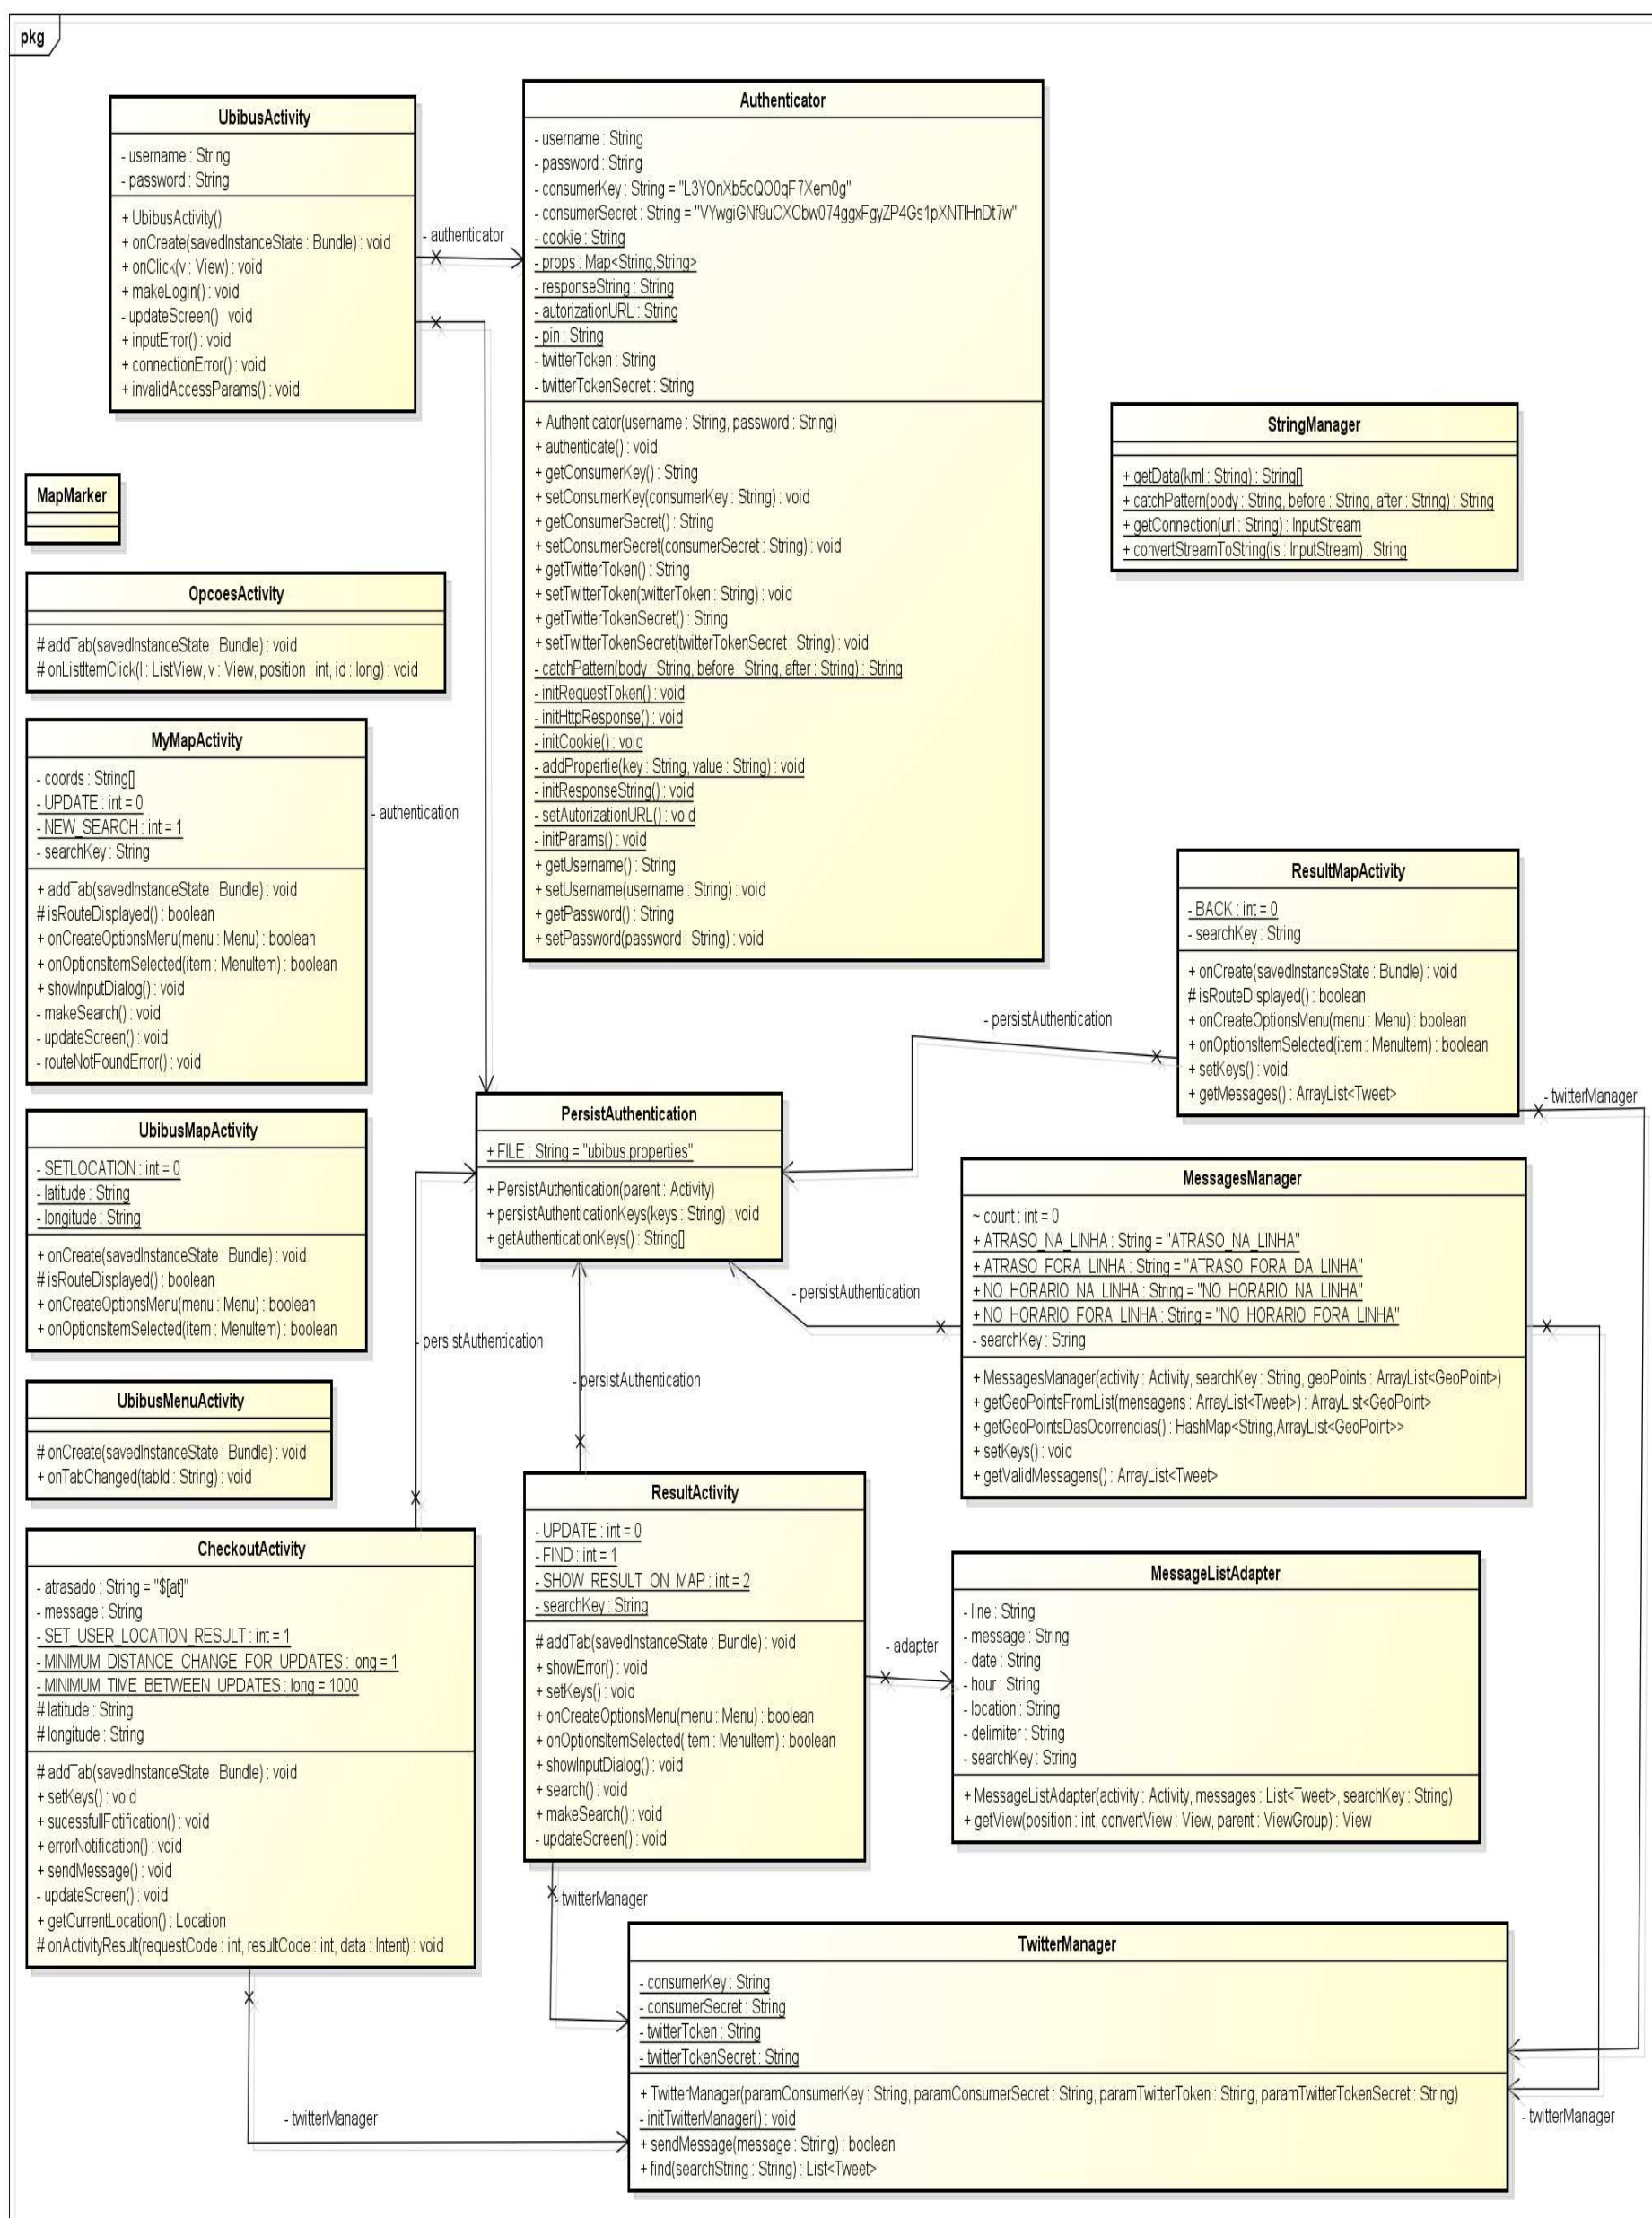 pkg
UbibusActivity
- username : String
- password : String
+ UbibusActivity()
+ onCreate(savedInstanceState : Bundle) : void
+ onClick(v : View) : void
+ makeLogin() : void
- updateScreen() : void
+ inputError() : void
+ connectionError() : void
+ invalidAccessParams() : void
- authenticator
Authenticator
- username : String
- password : String
- consumerKey : String = "L3YOnXb5cQO0qF7Xem0g"
- consumerSecret : String = "VYwgiGNf9uCXCbw074ggxFgyZP4Gs1pXNTlHnDt7w"
- cookie : String
- props : Map<String,String>
- responseString : String
- autorizationURL : String
- pin : String
- twitterToken : String
- twitterTokenSecret : String
+ Authenticator(username : String, password : String)
+ authenticate() : void
+ getConsumerKey() : String
+ setConsumerKey(consumerKey : String) : void
+ getConsumerSecret() : String
+ setConsumerSecret(consumerSecret : String) : void
+ getTwitterToken() : String
+ setTwitterToken(twitterToken : String) : void
+ getTwitterTokenSecret() : String
+ setTwitterTokenSecret(twitterTokenSecret : String) : void
- catchPattern(body : String, before : String, after : String) : String
- initRequestToken() : void
- initHttpResponse() : void
- initCookie() : void
- addPropertie(key : String, value : String) : void
- initResponseString() : void
- setAutorizationURL() : void
- initParams() : void
+ getUsername() : String
+ setUsername(username : String) : void
+ getPassword() : String
+ setPassword(password : String) : void
StringManager
+ getData(kml : String) : String[]
+ catchPattern(body : String, before : String, after : String) : String
+ getConnection(url : String) : InputStream
+ convertStreamToString(is : InputStream) : String
MapMarker
OpcoesActivity
# addTab(savedInstanceState : Bundle) : void
# onListItemClick(l : ListView, v : View, position : int, id : long) : void
MyMapActivity
- coords : String[]
- UPDATE : int = 0
- NEW_SEARCH : int = 1
- searchKey : String
+ addTab(savedInstanceState : Bundle) : void
# isRouteDisplayed() : boolean
+ onCreateOptionsMenu(menu : Menu) : boolean
+ onOptionsItemSelected(item : MenuItem) : boolean
+ showInputDialog() : void
- makeSearch() : void
- updateScreen() : void
- routeNotFoundError() : void
- authentication
ResultMapActivity
- BACK : int = 0
- searchKey : String
+ onCreate(savedInstanceState : Bundle) : void
# isRouteDisplayed() : boolean
+ onCreateOptionsMenu(menu : Menu) : boolean
+ onOptionsItemSelected(item : MenuItem) : boolean
+ setKeys() : void
+ getMessages() : ArrayList<Tweet>
- persistAuthentication
- twitterManager
UbibusMapActivity
- SETLOCATION : int = 0
- latitude : String
- longitude : String
+ onCreate(savedInstanceState : Bundle) : void
# isRouteDisplayed() : boolean
+ onCreateOptionsMenu(menu : Menu) : boolean
+ onOptionsItemSelected(item : MenuItem) : boolean
PersistAuthentication
+ FILE : String = "ubibus.properties"
+ PersistAuthentication(parent : Activity)
+ persistAuthenticationKeys(keys : String) : void
+ getAuthenticationKeys() : String[]
MessagesManager
~ count : int = 0
+ ATRASO_NA_LINHA : String = "ATRASO_NA_LINHA"
+ ATRASO_FORA_LINHA : String = "ATRASO_FORA_DA_LINHA"
+ NO_HORARIO_NA_LINHA : String = "NO_HORARIO_NA_LINHA"
+ NO_HORARIO_FORA_LINHA : String = "NO_HORARIO_FORA_LINHA"
- searchKey : String
+ MessagesManager(activity : Activity, searchKey : String, geoPoints : ArrayList<GeoPoint>)
+ getGeoPointsFromList(mensagens : ArrayList<Tweet>) : ArrayList<GeoPoint>
+ getGeoPointsDasOcorrencias() : HashMap<String,ArrayList<GeoPoint>>
+ setKeys() : void
+ getValidMessagens() : ArrayList<Tweet>
- persistAuthentication
- persistAuthentication
- persistAuthentication
UbibusMenuActivity
# onCreate(savedInstanceState : Bundle) : void
+ onTabChanged(tabId : String) : void
CheckoutActivity
- atrasado : String = "$[at]"
- message : String
- SET_USER_LOCATION_RESULT : int = 1
- MINIMUM_DISTANCE_CHANGE_FOR_UPDATES : long = 1
- MINIMUM_TIME_BETWEEN_UPDATES : long = 1000
# latitude : String
# longitude : String
# addTab(savedInstanceState : Bundle) : void
+ setKeys() : void
+ sucessfullFotification() : void
+ errorNotification() : void
+ sendMessage() : void
- updateScreen() : void
+ getCurrentLocation() : Location
# onActivityResult(requestCode : int, resultCode : int, data : Intent) : void
ResultActivity
- UPDATE : int = 0
- FIND : int = 1
- SHOW_RESULT_ON_MAP : int = 2
- searchKey : String
# addTab(savedInstanceState : Bundle) : void
+ showError() : void
+ setKeys() : void
+ onCreateOptionsMenu(menu : Menu) : boolean
+ onOptionsItemSelected(item : MenuItem) : boolean
+ showInputDialog() : void
+ search() : void
+ makeSearch() : void
- updateScreen() : void
- adapter
MessageListAdapter
- line : String
- message : String
- date : String
- hour : String
- location : String
- delimiter : String
- searchKey : String
+ MessageListAdapter(activity : Activity, messages : List<Tweet>, searchKey : String)
+ getView(position : int, convertView : View, parent : ViewGroup) : View
- twitterManager
TwitterManager
- consumerKey : String
- consumerSecret : String
- twitterToken : String
- twitterTokenSecret : String
+ TwitterManager(paramConsumerKey : String, paramConsumerSecret : String, paramTwitterToken : String, paramTwitterTokenSecret : String)
- initTwitterManager() : void
+ sendMessage(message : String) : boolean
+ find(searchString : String) : List<Tweet>
- twitterManager
- twitterManager